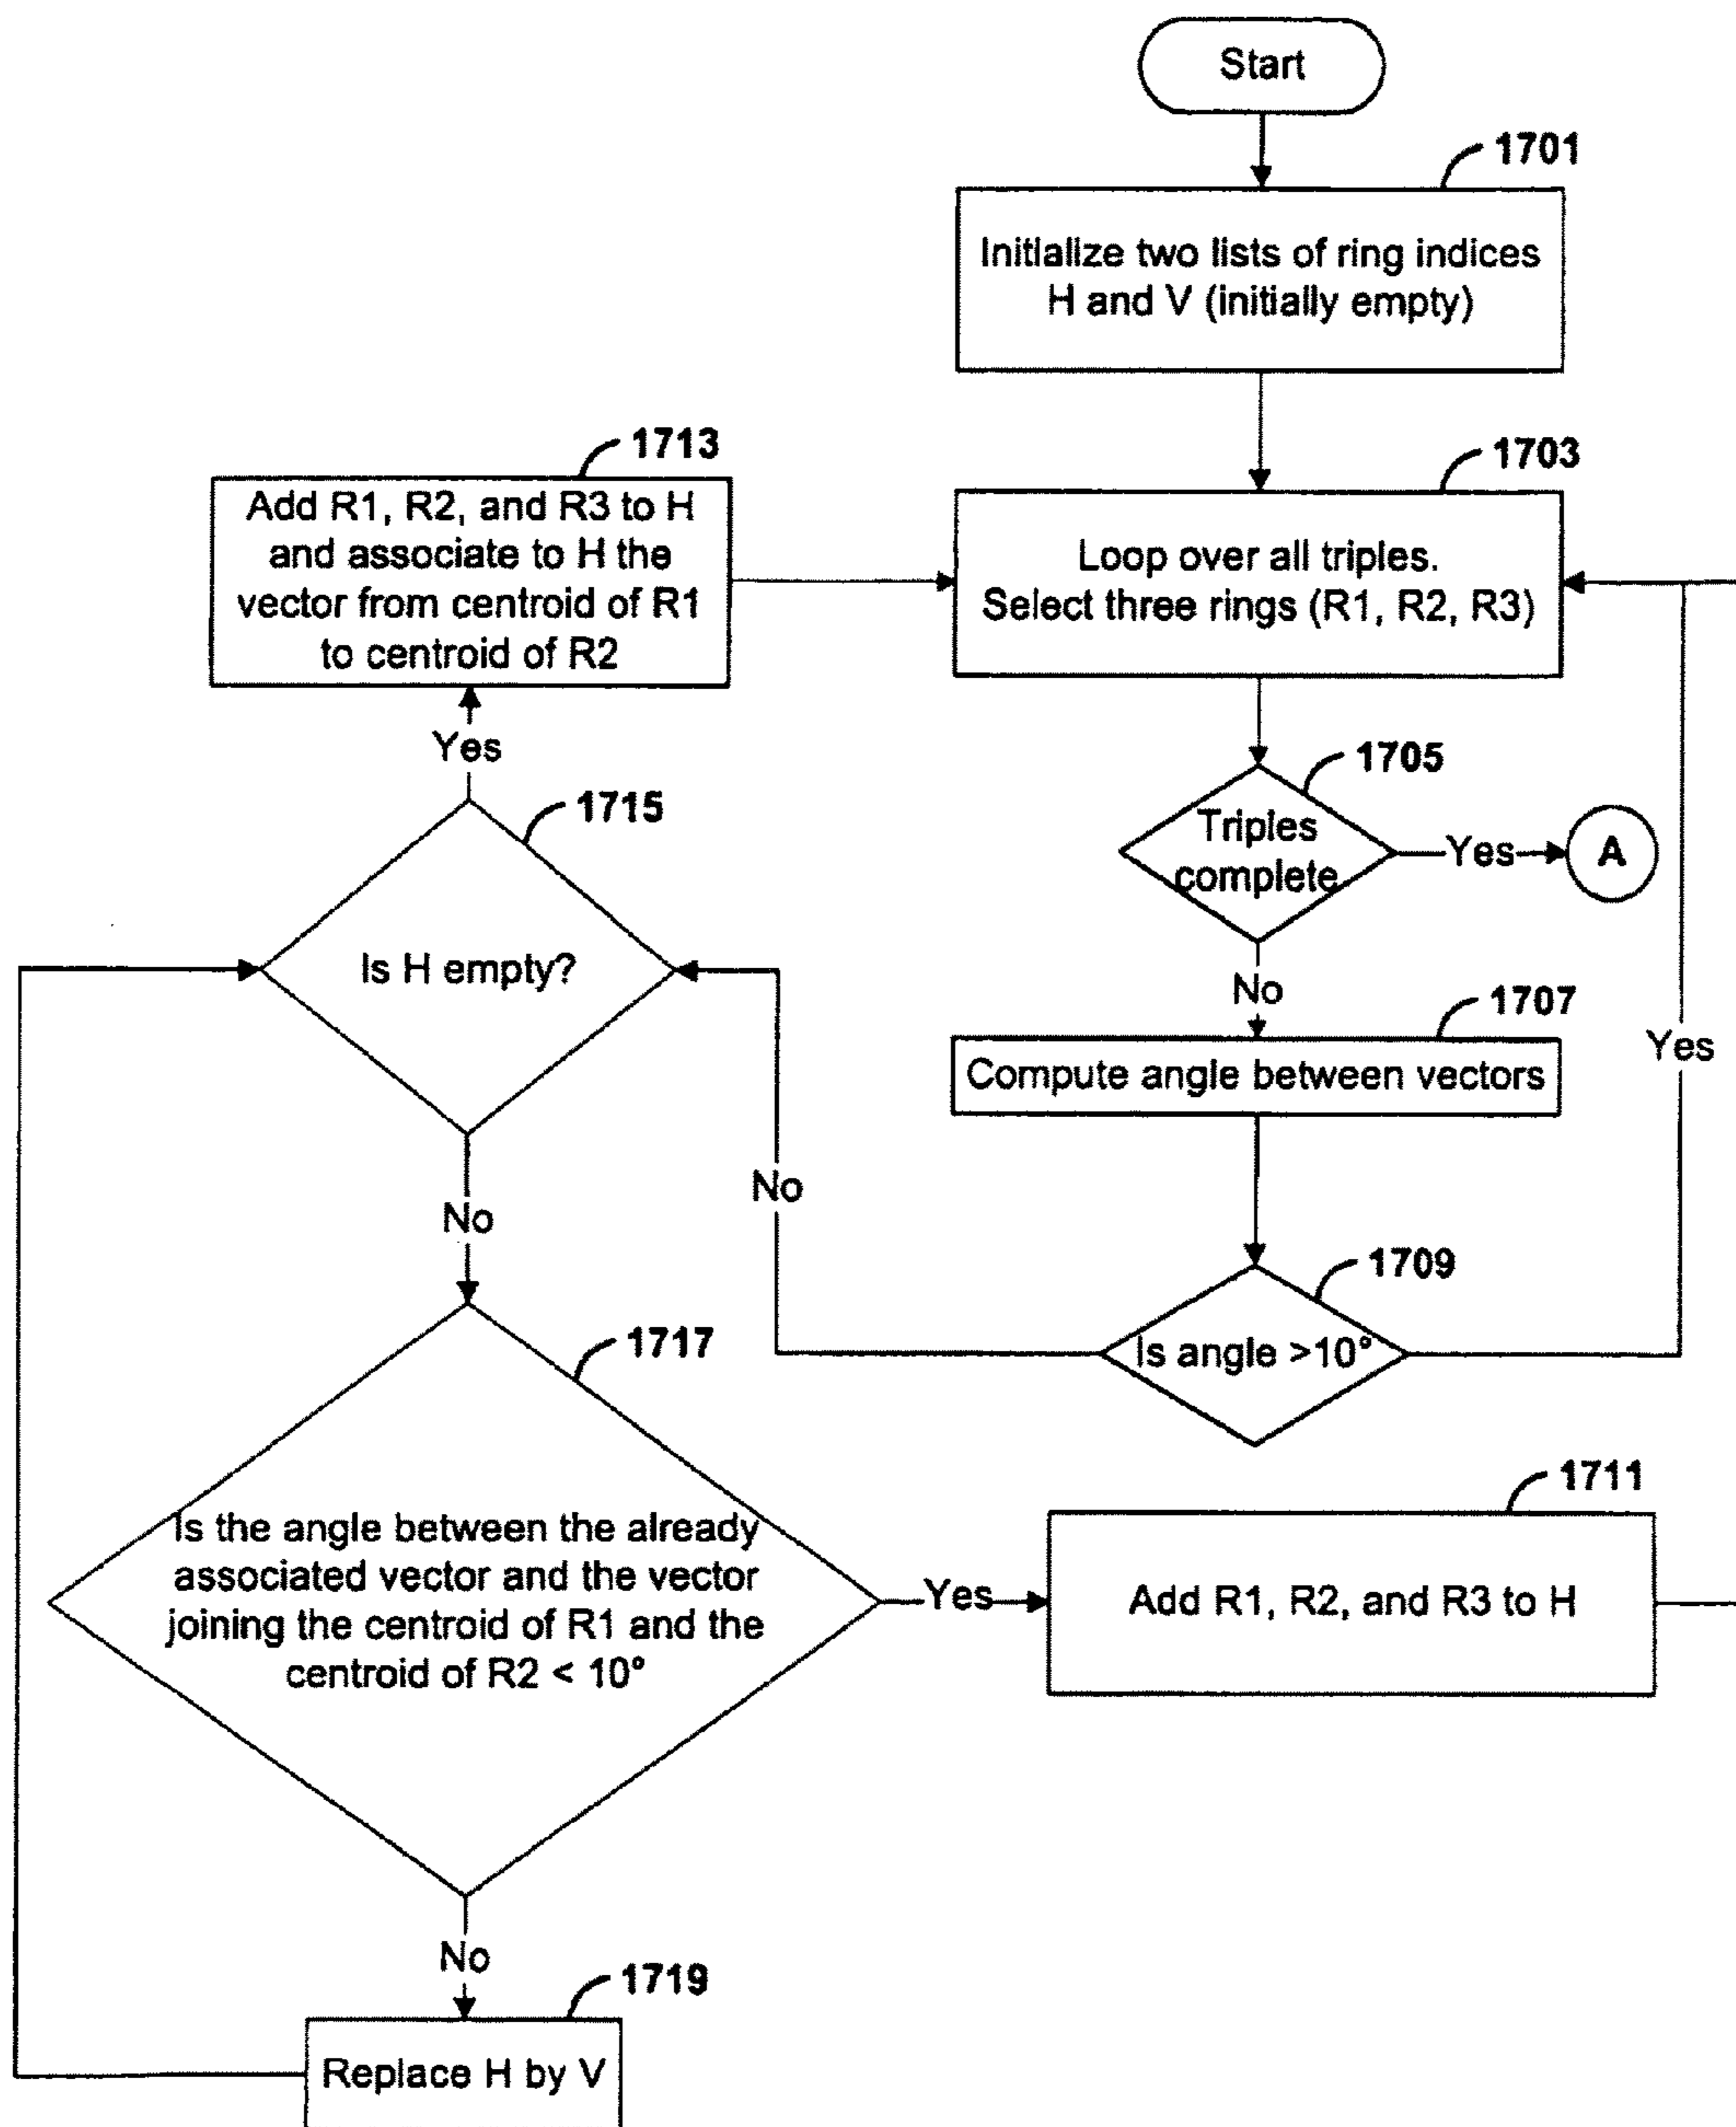 Start
1701
Initialize two lists of ring indices
H and V (initially empty)
1713
Add R1, R2, and R3 to H
and associate to H the
vector from centroid of R1
to centroid of R2
1703
Loop over all triples.
Select three rings (R1, R2, R3)
Yes
1705
Triples
complete
Yes
A
1715
Is H empty?
No
1707
Compute angle between vectors
Yes
No
No
1709
Is angle >10°
1717
Is the angle between the already
associated vector and the vector
joining the centroid of R1 and the
centroid of R2 < 10°
Yes
1711
Add R1, R2, and R3 to H
No
1719
Replace H by V